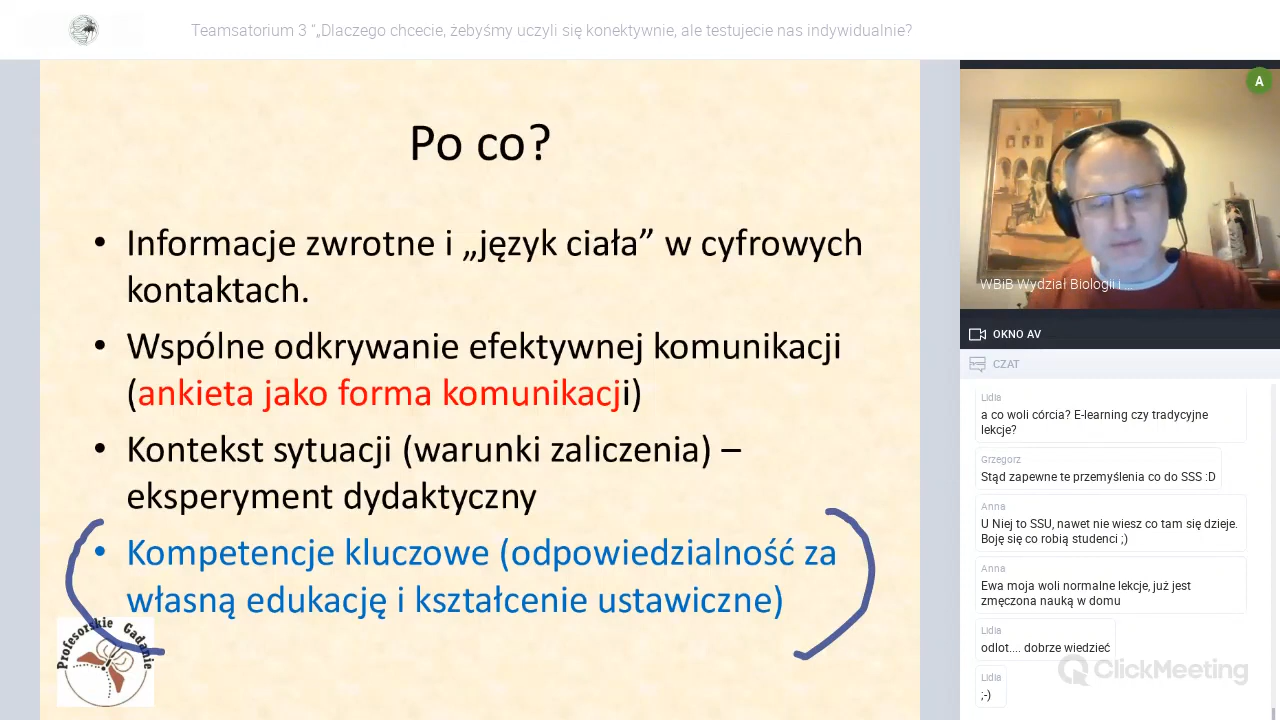 Teamsatorium 3 "„Dlaczego chcecie, żebyśmy uczyli się konektywnie, ale testujecie nas indywidualnie?
Po co?
• Informacje zwrotne i „język ciała” w cyfrowych
kontaktach.
• Wspólne odkrywanie efektywnej komunikacji
(ankieta jako forma komunikacji)
• Kontekst sytuacji (warunki zaliczenia) –
eksperyment dydaktyczny
• Kompetencje kluczowe (odpowiedzialność za
własną edukację i kształcenie ustawiczne)
Profesorskie Gadanie
A
WBiB Wydział Biologii i ...
OKNO AV
CZAT
Lidia
a co woli córcia? E-learning czy tradycyjne
lekcje?
Grzegorz
Stąd zapewne te przemyślenia co do SSS :D
Anna
U Niej to SSU, nawet nie wiesz co tam się dzieje.
Boję się co robią studenci ;)
Anna
Ewa moja woli normalne lekcje, już jest
zmęczona nauką w domu
Lidia
odlot.... dobrze wiedzieć
Lidia
;-)
ClickMeeting